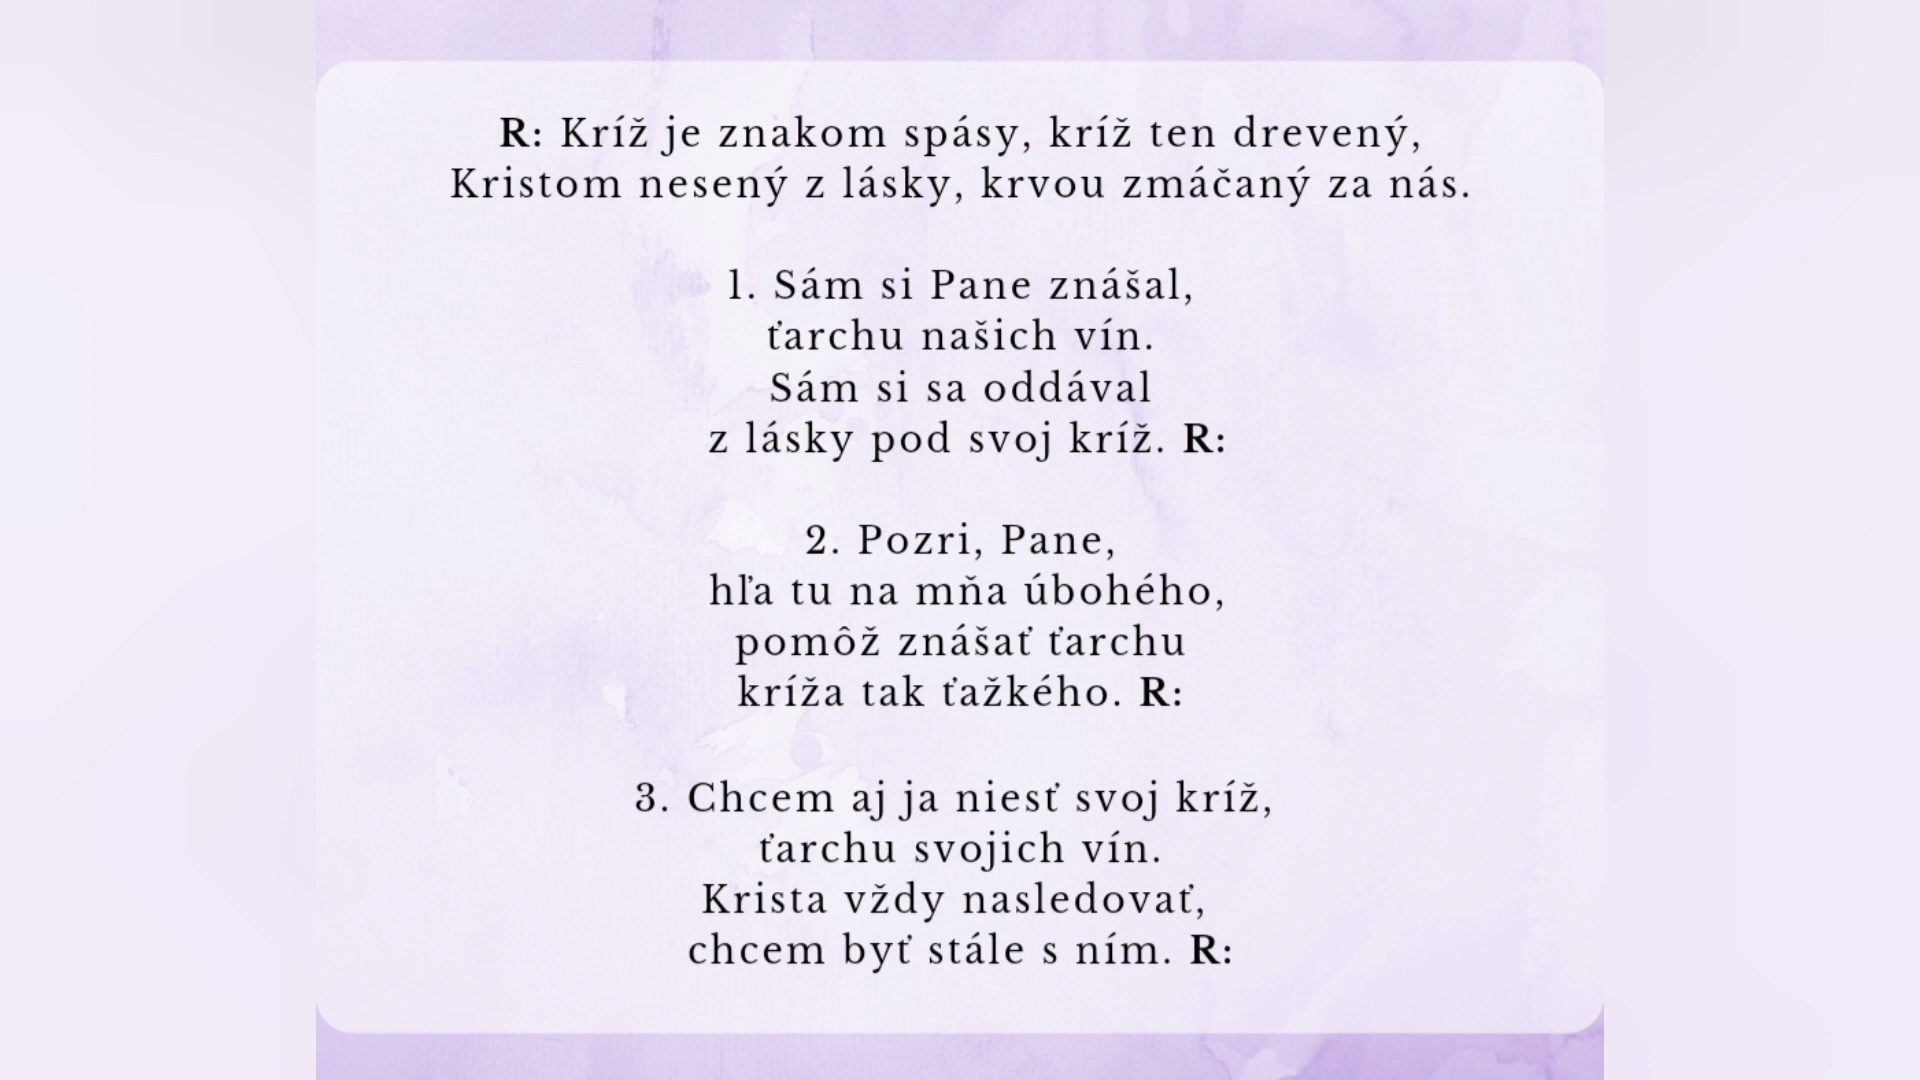 R: Kríž je znakom spásy, kríž ten drevený,
Kristom nesený z lásky, krvou zmáčaný za nás.
1. Sám si Pane znášal,
ťarchu našich vín.
Sám si sa oddával
z lásky pod svoj kríž. R:
2. Pozri, Pane,
hľa tu na mňa úbohého,
pomôž znášať ťarchu
kríža tak ťažkého. R:
3. Chcem aj ja niesť svoj kríž,
ťarchu svojich vín.
Krista vždy nasledovať,
chcem byť stále s ním. R: